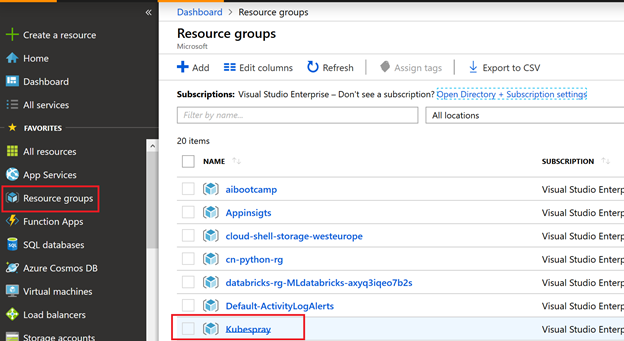 «
Create a resource
Home
Dashboard
All services
FAVORITES
All resources
App Services
Resource groups
Function Apps
SQL databases
Azure Cosmos DB
Virtual machines
Load balancers
Storage accounts
Dashboard > Resource groups
Resource groups
Microsoft
Add Edit columns Refresh Assign tags Export to CSV
Subscriptions: Visual Studio Enterprise – Don't see a subscription? Open Directory + Subscription settings
Filter by name... All locations
20 items
NAME SUBSCRIPTION
aibootcamp Visual Studio Enterp
Appinsigts Visual Studio Enterp
cloud-shell-storage-westeurope Visual Studio Enterp
cn-python-rg Visual Studio Enterp
databricks-rg-MLdatabricks-axyq3iqeo7b2s Visual Studio Enterp
Default-ActivityLogAlerts Visual Studio Enterp
Kubespray Visual Studio Enterp